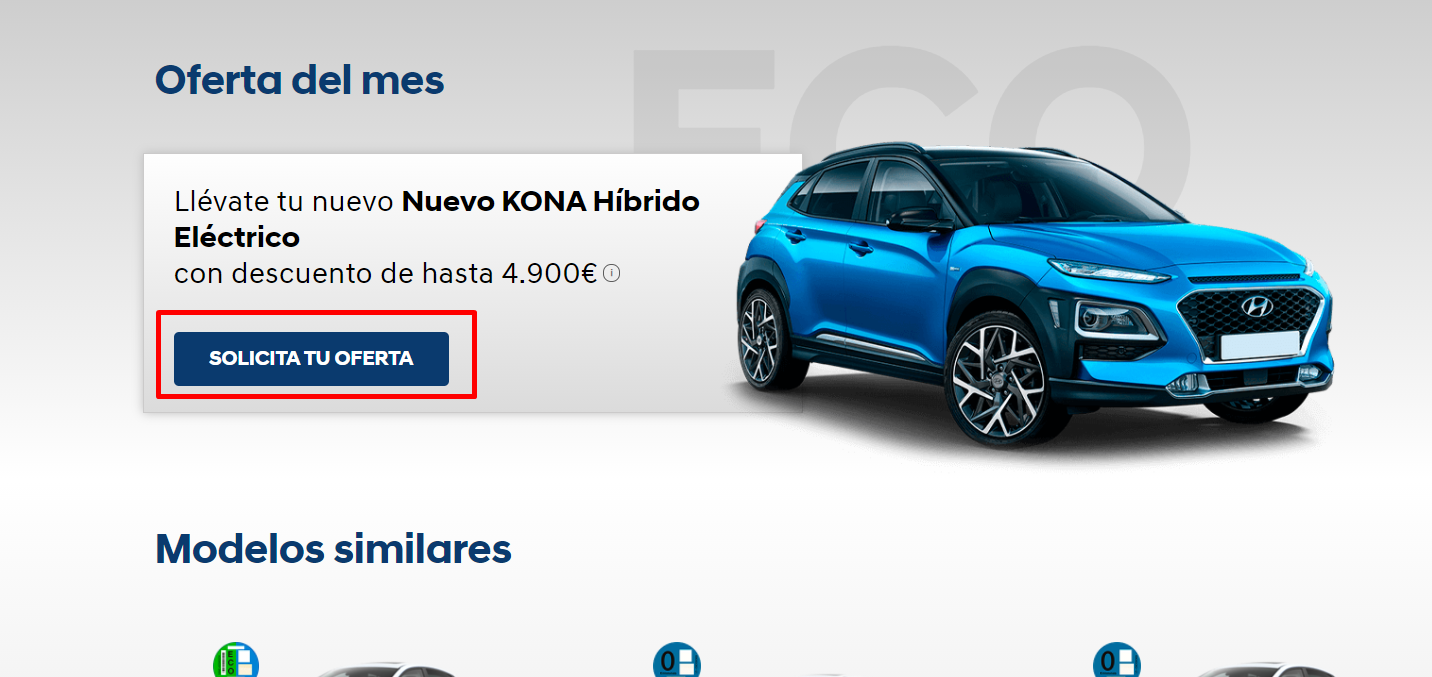 ECO
Oferta del mes
Llévate tu nuevo Nuevo KONA Híbrido
Eléctrico
con descuento de hasta 4.900€
SOLICITA TU OFERTA
Modelos similares
ECO
0
0